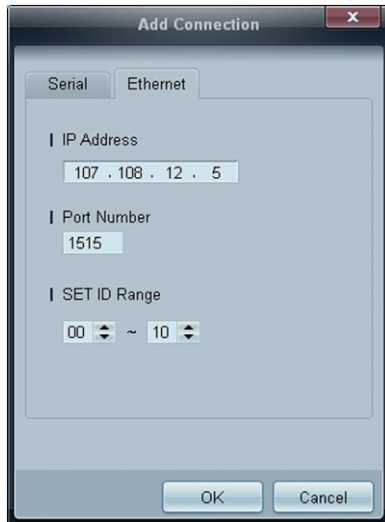 Add Connection
x
Serial Ethernet
IP Address
107 . 108 . 12 . 5
Port Number
1515
SET ID Range
00 ~ 10
OK Cancel